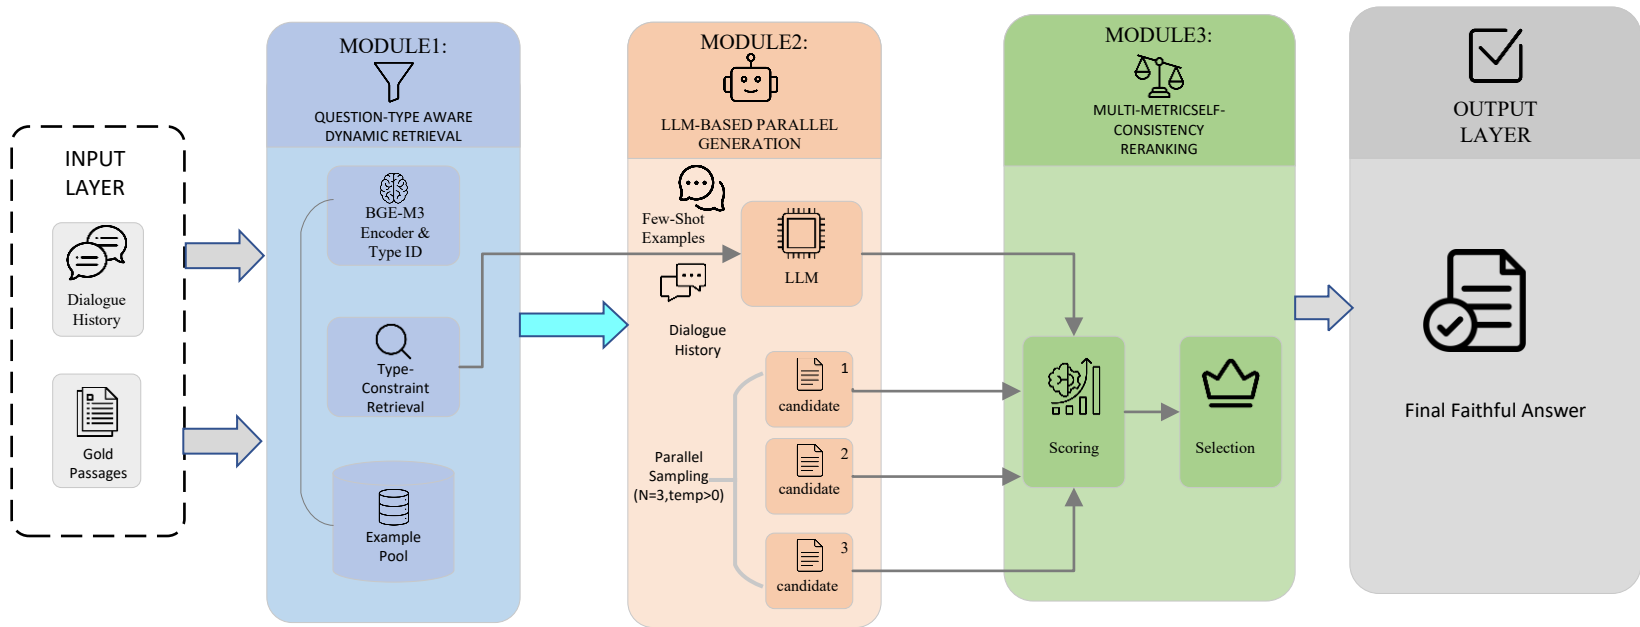 INPUT
LAYER
Dialogue
History
Gold
Passages
MODULE1:
QUESTION-TYPE AWARE
DYNAMIC RETRIEVAL
BGE-M3
Encoder &
Type ID
Type-
Constraint
Retrieval
Example
Pool
MODULE2:
LLM-BASED PARALLEL
GENERATION
Few-Shot
Examples
LLM
Dialogue
History
Parallel
Sampling
(N=3,temp>0)
1
candidate
2
candidate
3
candidate
MODULE3:
MULTI-METRICSELF-
CONSISTENCY
RERANKING
Scoring
Selection
OUTPUT
LAYER
Final Faithful Answer